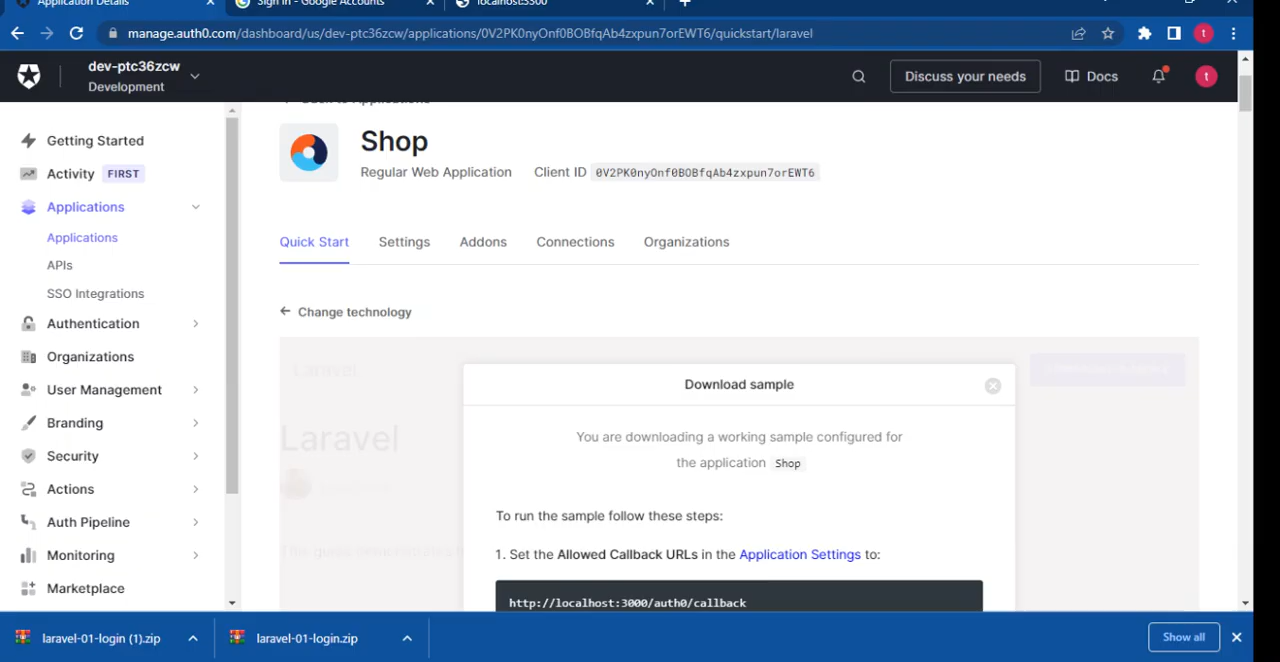 Application Details
Sign in - Google Accounts
localhost:3300
manage.auth0.com/dashboard/us/dev-ptc36zcw/applications/0V2PK0nyOnf0BOBfqAb4zxpun7orEWT6/quickstart/laravel
t
dev-ptc36zcw
Development
Discuss your needs
Docs
t
Back to Applications
Getting Started
Activity FIRST
Applications
Applications
APIs
SSO Integrations
Authentication
Organizations
User Management
Branding
Security
Actions
Auth Pipeline
Monitoring
Marketplace
Shop
Regular Web Application Client ID 0V2PK0nyOnf0BOBfqAb4zxpun7orEWT6
Quick Start Settings Addons Connections Organizations
← Change technology
Laravel
Laravel
Download sample
You are downloading a working sample configured for
the application Shop
To run the sample follow these steps:
1. Set the Allowed Callback URLs in the Application Settings to:
http://localhost:3000/auth0/callback
laravel-01-login (1).zip
laravel-01-login.zip
Show all